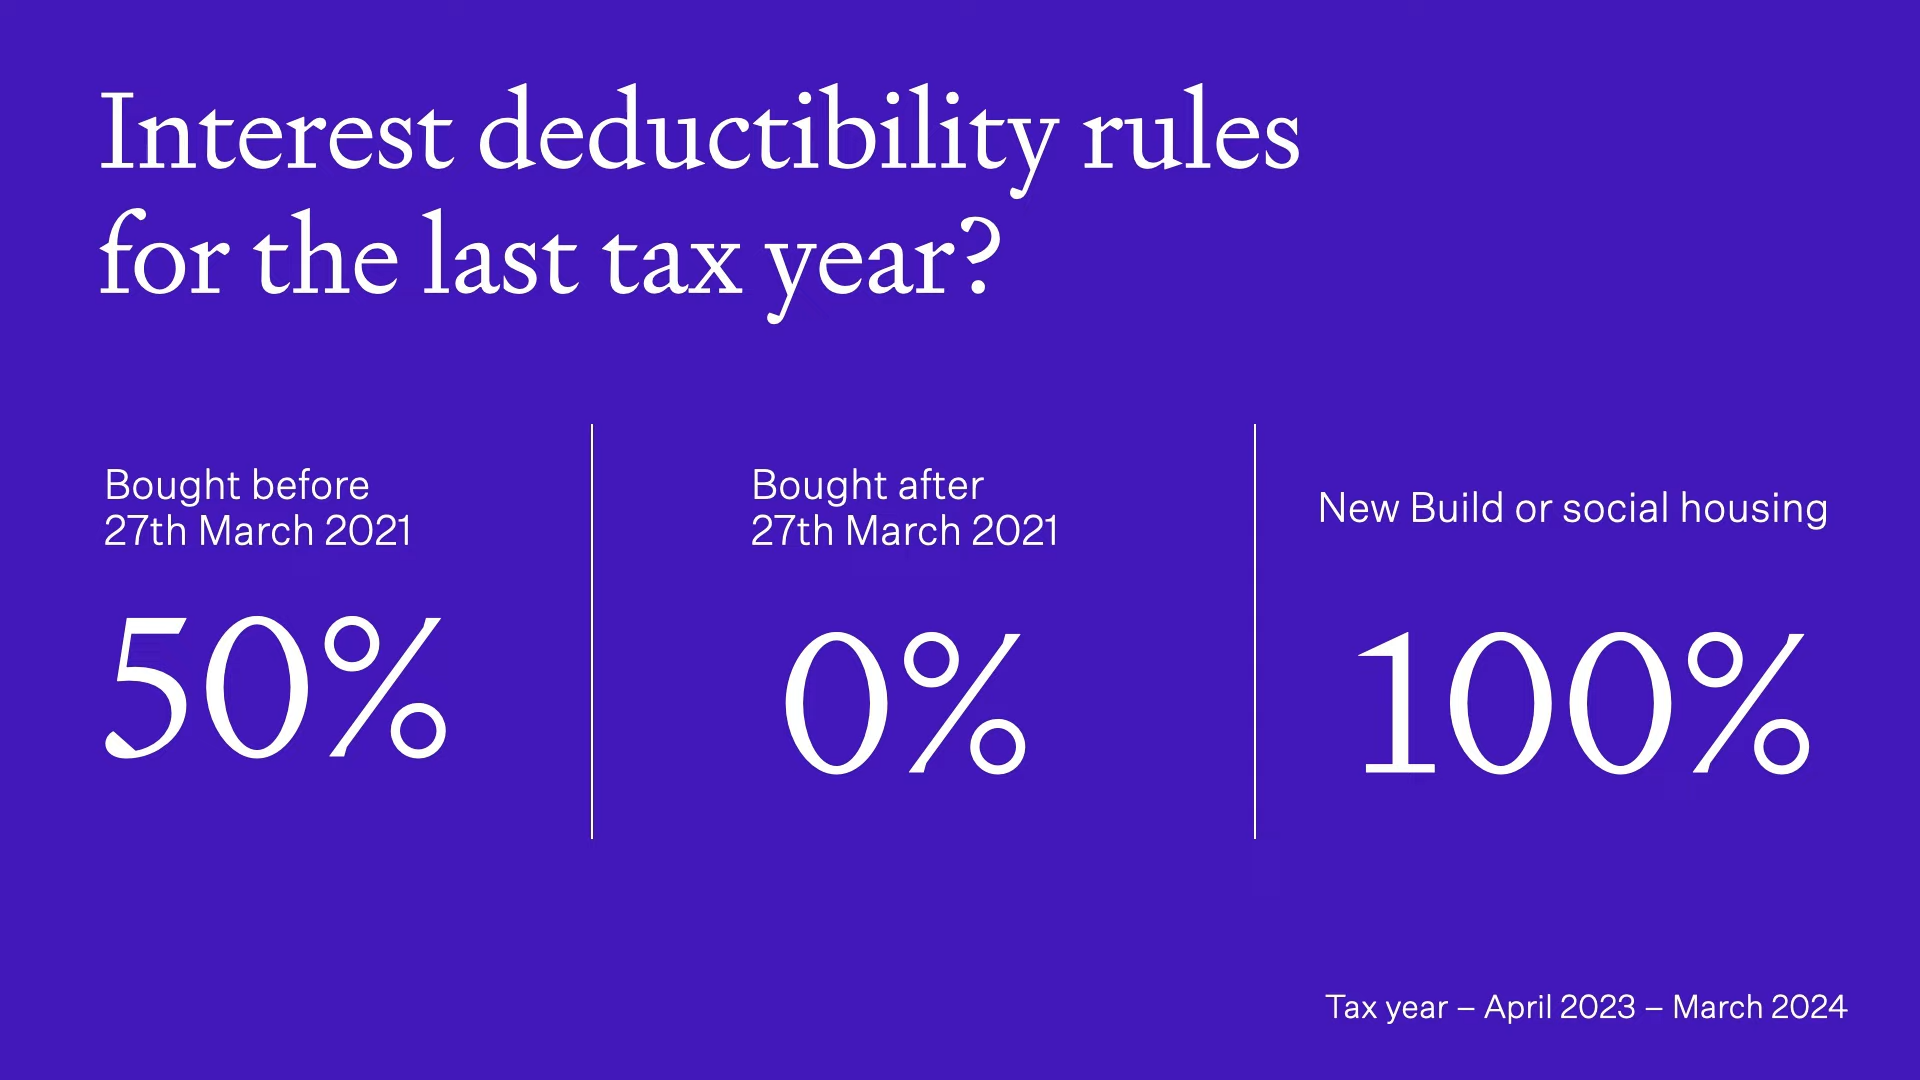 Interest deductibility rules
for the last tax year?
Bought before
27th March 2021
50%
Bought after
27th March 2021
0%
New Build or social housing
100%
Tax year – April 2023 – March 2024